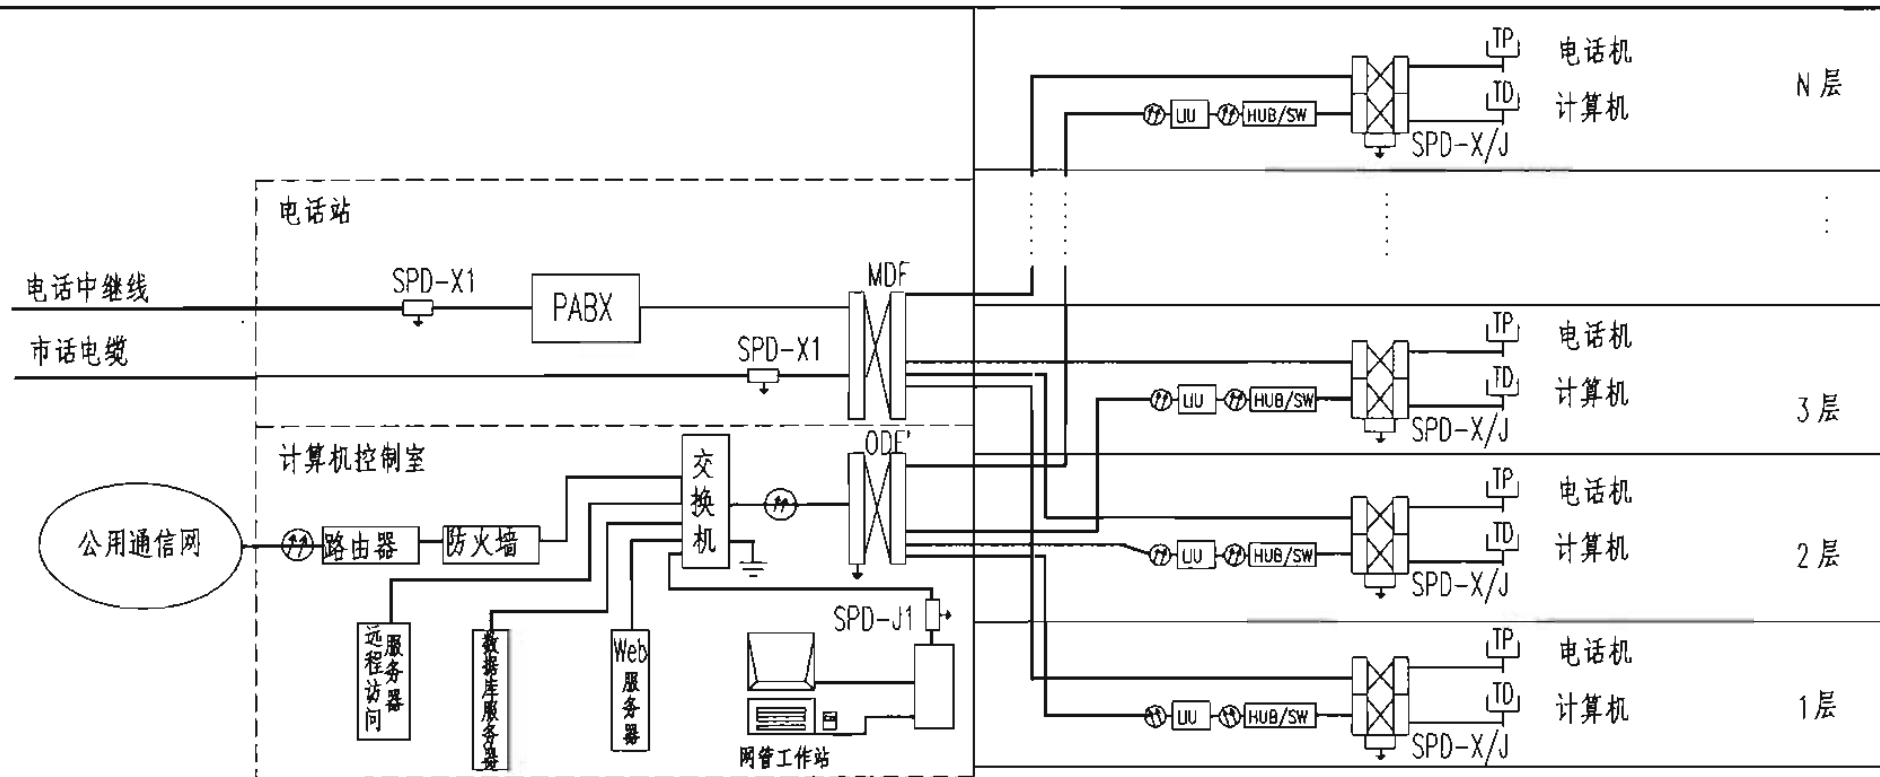 TP 电话机
N层
TD 计算机
LIU HUB/SW
SPD-X/J
电话站
电话中继线
SPD-X1
PABX
MDF
市话电缆
SPD-X1
TP 电话机
TD 计算机
LIU HUB/SW
3层
SPD-X/J
计算机控制室
交换机
ODF
TP 电话机
公用通信网
路由器
防火墙
TD 计算机
LIU HUB/SW
2层
SPD-X/J
SPD-J1
远程访问
服务器
数据库服务器
Web
服务器
网管工作站
TP 电话机
TD 计算机
LIU HUB/SW
1层
SPD-X/J